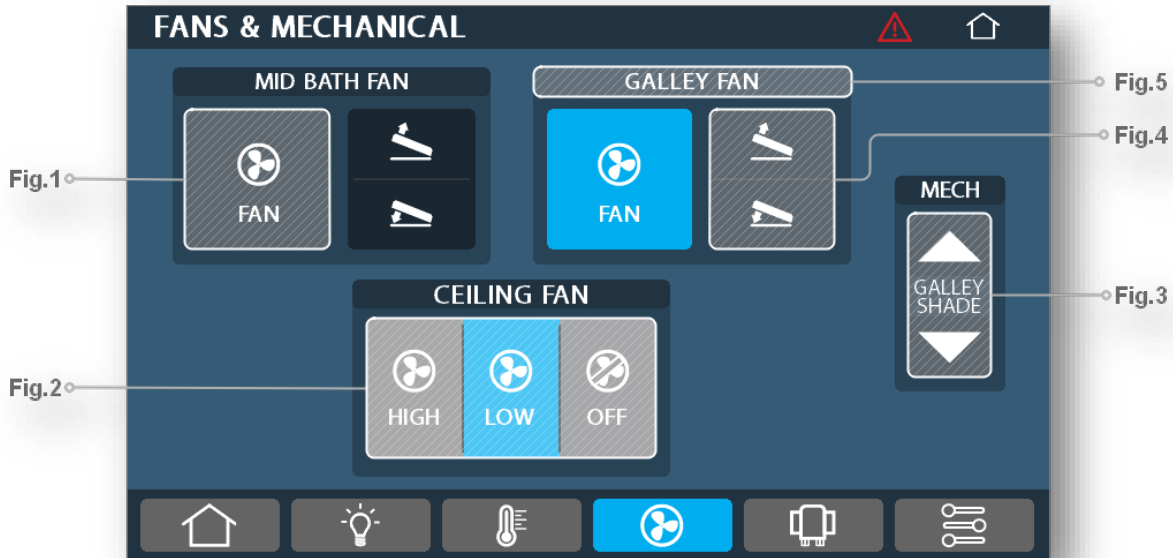 FANS & MECHANICAL
MID BATH FAN
GALLEY FAN
Fig.5
Fig.4
Fig.1
FAN
FAN
MECH
GALLEY
SHADE
Fig.3
CEILING FAN
Fig.2
HIGH
LOW
OFF